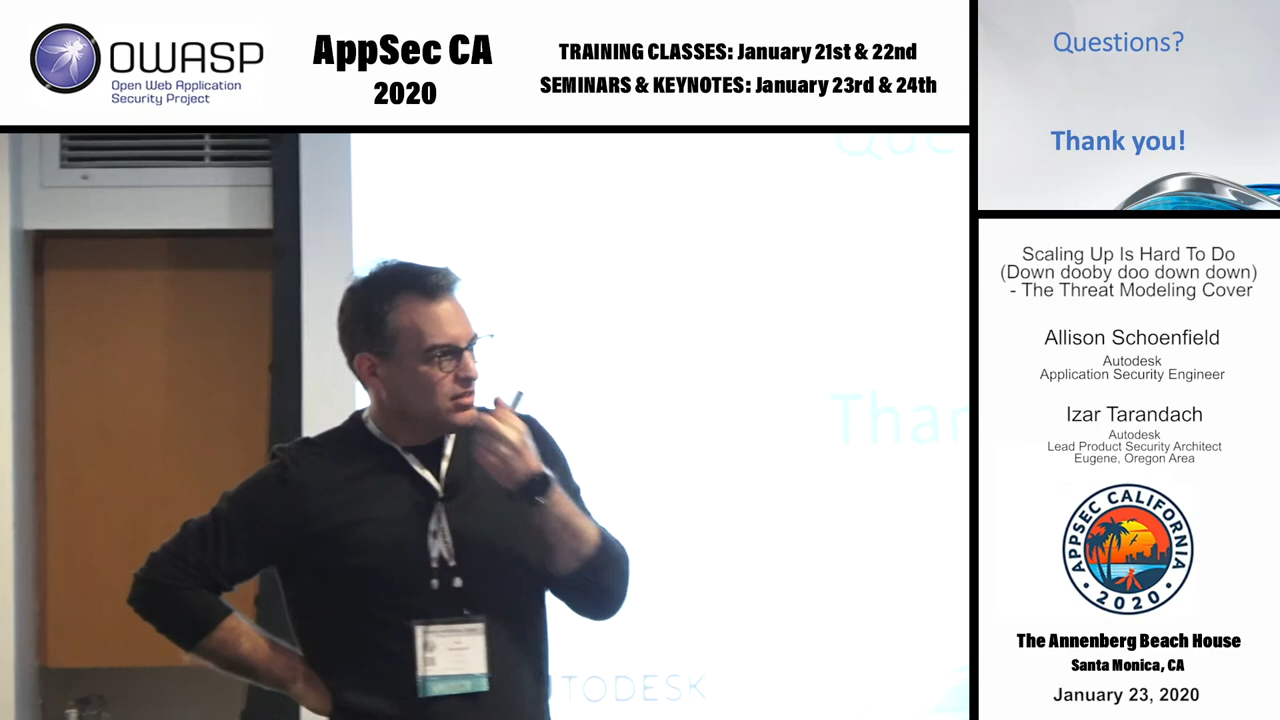 OWASP
Open Web Application
Security Project
AppSec CA
2020
TRAINING CLASSES: January 21st & 22nd
SEMINARS & KEYNOTES: January 23rd & 24th
Questions?
Thank you!
Que
Than
TODESK
Scaling Up Is Hard To Do
(Down dooby doo down down)
- The Threat Modeling Cover
Allison Schoenfield
Autodesk
Application Security Engineer
Izar Tarandach
Autodesk
Lead Product Security Architect
Eugene, Oregon Area
APPSEC CALIFORNIA
• 2020 •
The Annenberg Beach House
Santa Monica, CA
January 23, 2020